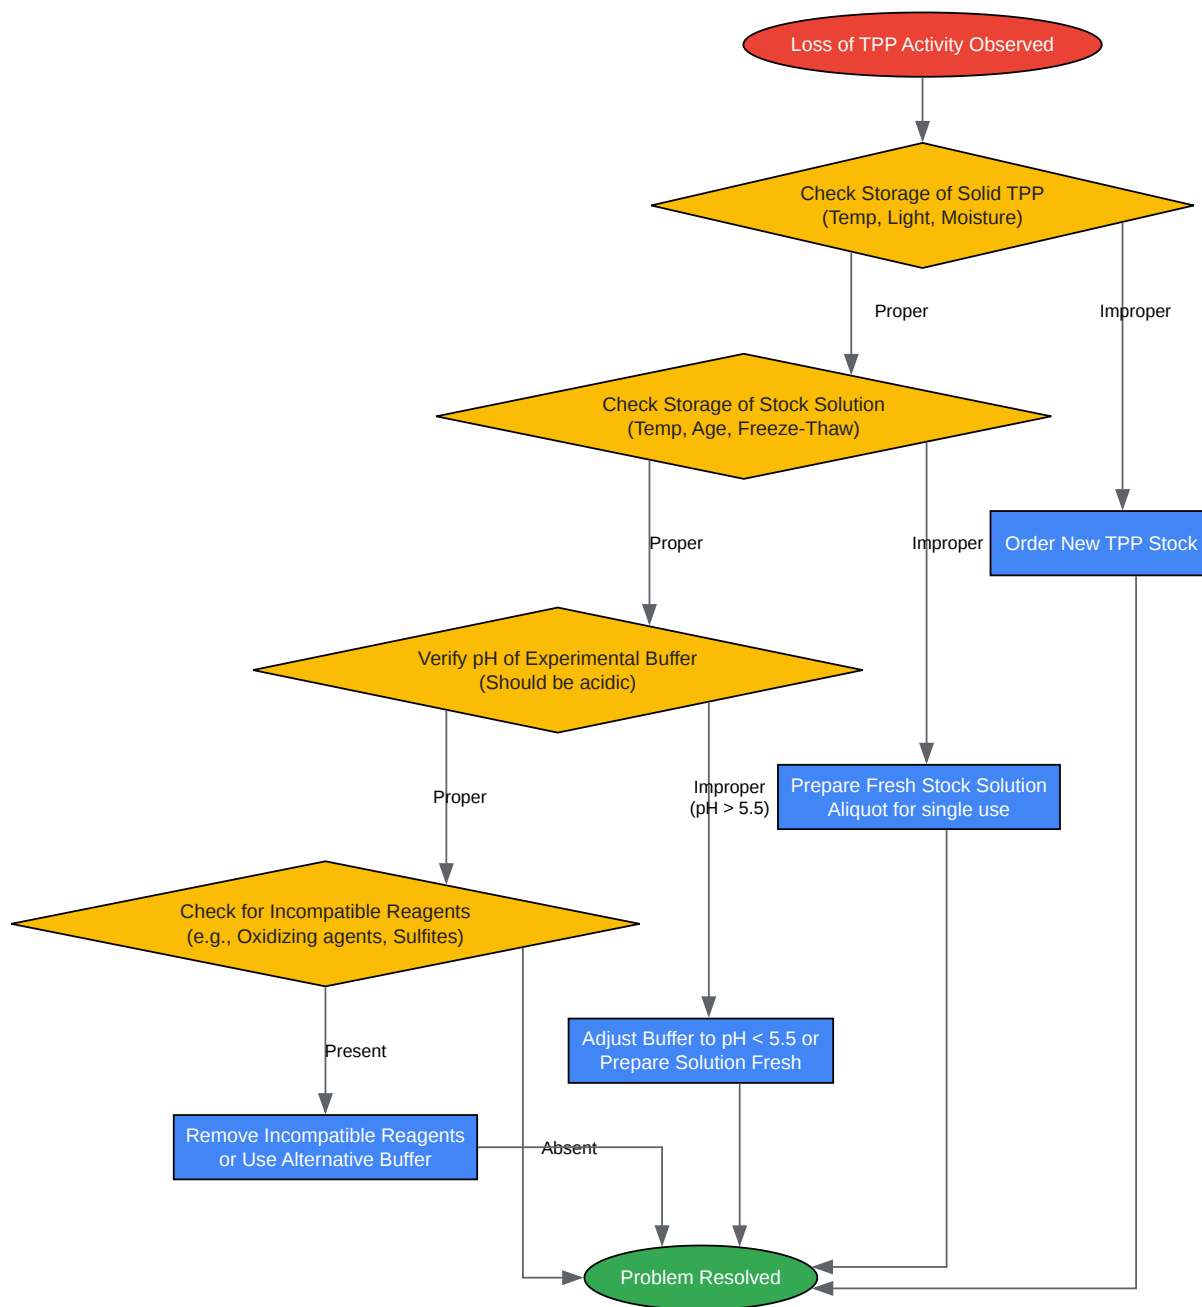 Loss of TPP Activity Observed
Check Storage of Solid TPP
(Temp, Light, Moisture)
Proper
Improper
Check Storage of Stock Solution
(Temp, Age, Freeze-Thaw)
Proper
Improper
Order New TPP Stock
Verify pH of Experimental Buffer
(Should be acidic)
Proper
Improper
(pH > 5.5)
Prepare Fresh Stock Solution
Aliquot for single use
Check for Incompatible Reagents
(e.g., Oxidizing agents, Sulfites)
Present
Adjust Buffer to pH < 5.5 or
Prepare Solution Fresh
Remove Incompatible Reagents
or Use Alternative Buffer
Absent
Problem Resolved